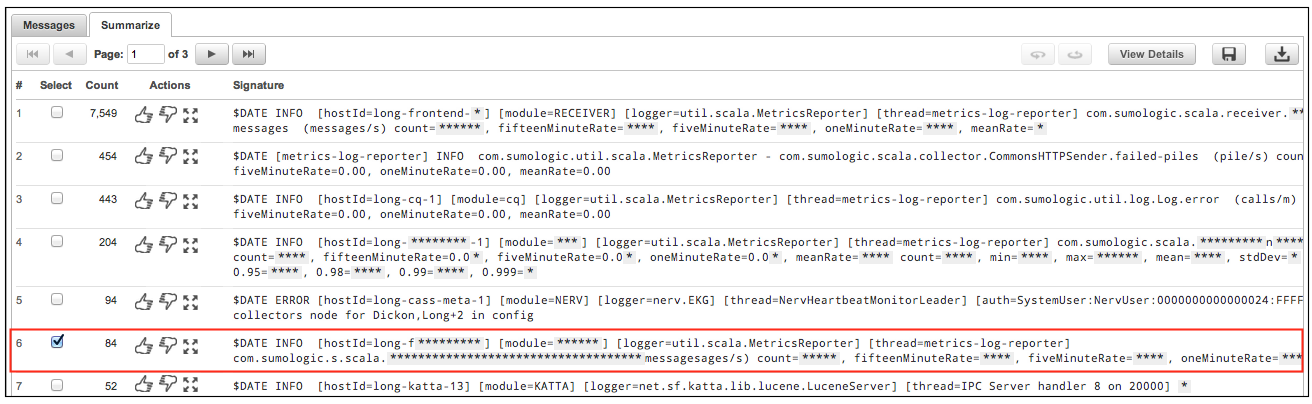 Messages Summarize
Page: 1 of 3 View Details
# Select Count Actions Signature
1 7,549 $DATE INFO [hostId=long-frontend-*] [module=RECEIVER] [logger=util.scala.MetricsReporter] [thread=metrics-log-reporter] com.sumologic.scala.receiver.**
messages (messages/s) count=******, fifteenMinuteRate=****, fiveMinuteRate=****, oneMinuteRate=****, meanRate=*
2 454 $DATE [metrics-log-reporter] INFO com.sumologic.util.scala.MetricsReporter - com.sumologic.scala.collector.CommonsHTTPSender.failed-piles (pile/s) coun
fiveMinuteRate=0.00, oneMinuteRate=0.00, meanRate=0.00
3 443 $DATE INFO [hostId=long-cq-1] [module=cq] [logger=util.scala.MetricsReporter] [thread=metrics-log-reporter] com.sumologic.util.log.Log.error (calls/m)
fiveMinuteRate=0.00, oneMinuteRate=0.00, meanRate=0.00
4 204 $DATE INFO [hostId=long-********-1] [module=***] [logger=util.scala.MetricsReporter] [thread=metrics-log-reporter] com.sumologic.scala.*********n****
count=****, fifteenMinuteRate=0.0*, fiveMinuteRate=0.0*, oneMinuteRate=0.0*, meanRate=**** count=****, min=****, max=******, mean=****, stdDev=*
0.95=****, 0.98=****, 0.99=****, 0.999=*
5 94 $DATE ERROR [hostId=long-cass-meta-1] [module=NERV] [logger=nerv.EKG] [thread=NervHeartbeatMonitorLeader] [auth=SystemUser:NervUser:0000000000000024:FFFF
collectors node for Dickon,Long+2 in config
6 84 $DATE INFO [hostId=long-f*********] [module=******] [logger=util.scala.MetricsReporter] [thread=metrics-log-reporter]
com.sumologic.s.scala.***********************************messagesages/s) count=*****, fifteenMinuteRate=****, fiveMinuteRate=****, oneMinuteRate=***
7 52 $DATE INFO [hostId=long-katta-13] [module=KATTA] [logger=net.sf.katta.lib.lucene.LuceneServer] [thread=IPC Server handler 8 on 20000] *